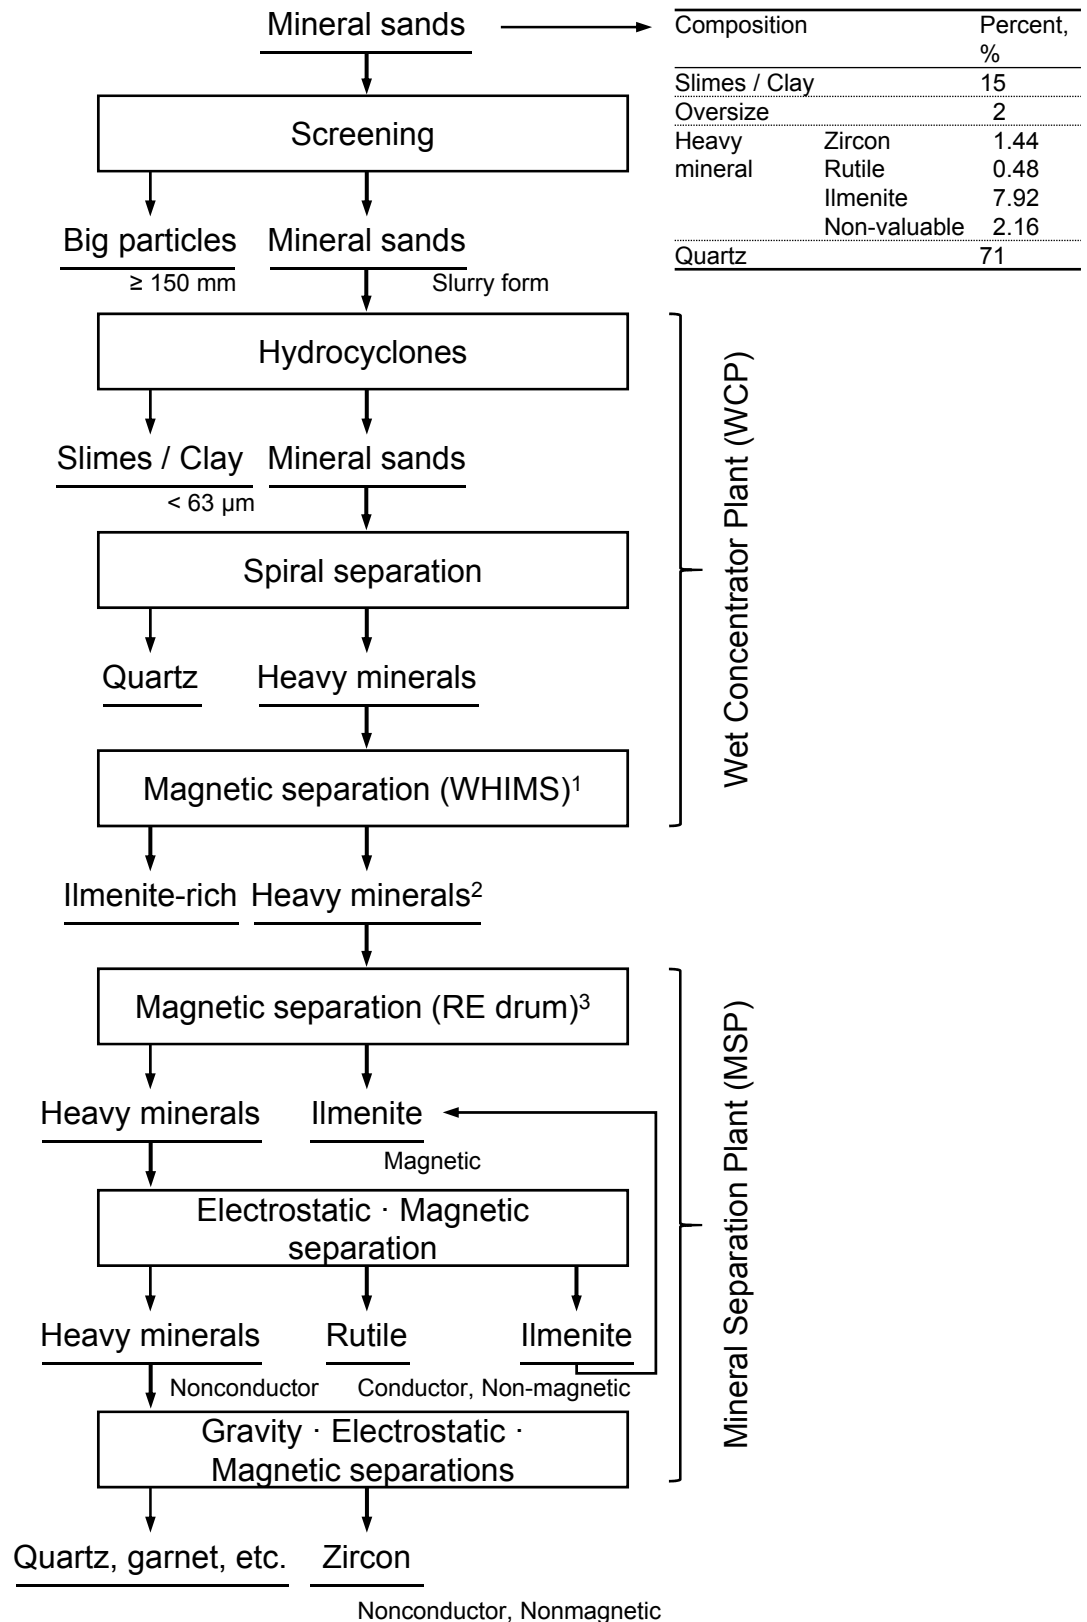 Mineral sands
Composition Percent, %
Slimes / Clay 15
Oversize 2
Heavy mineral Zircon 1.44
Rutile 0.48
Ilmenite 7.92
Non-valuable 2.16
Quartz 71
Screening
Big particles Mineral sands
≥ 150 mm Slurry form
Hydrocyclones
Slimes / Clay Mineral sands
< 63 μm
Spiral separation
Quartz Heavy minerals
Magnetic separation (WHIMS)¹
Wet Concentrator Plant (WCP)
Ilmenite-rich Heavy minerals²
Magnetic separation (RE drum)³
Heavy minerals Ilmenite
Magnetic
Electrostatic · Magnetic
separation
Heavy minerals Rutile Ilmenite
Nonconductor Conductor, Non-magnetic
Gravity · Electrostatic ·
Magnetic separations
Mineral Separation Plant (MSP)
Quartz, garnet, etc. Zircon
Nonconductor, Nonmagnetic